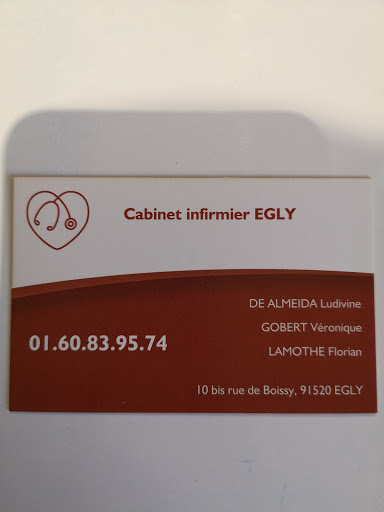 Cabinet infirmier EGLY
DE ALMEIDA Ludivine
GOBERT Véronique
01.60.83.95.74
LAMOTHE Florian
10 bis rue de Boissy, 91520 EGLY